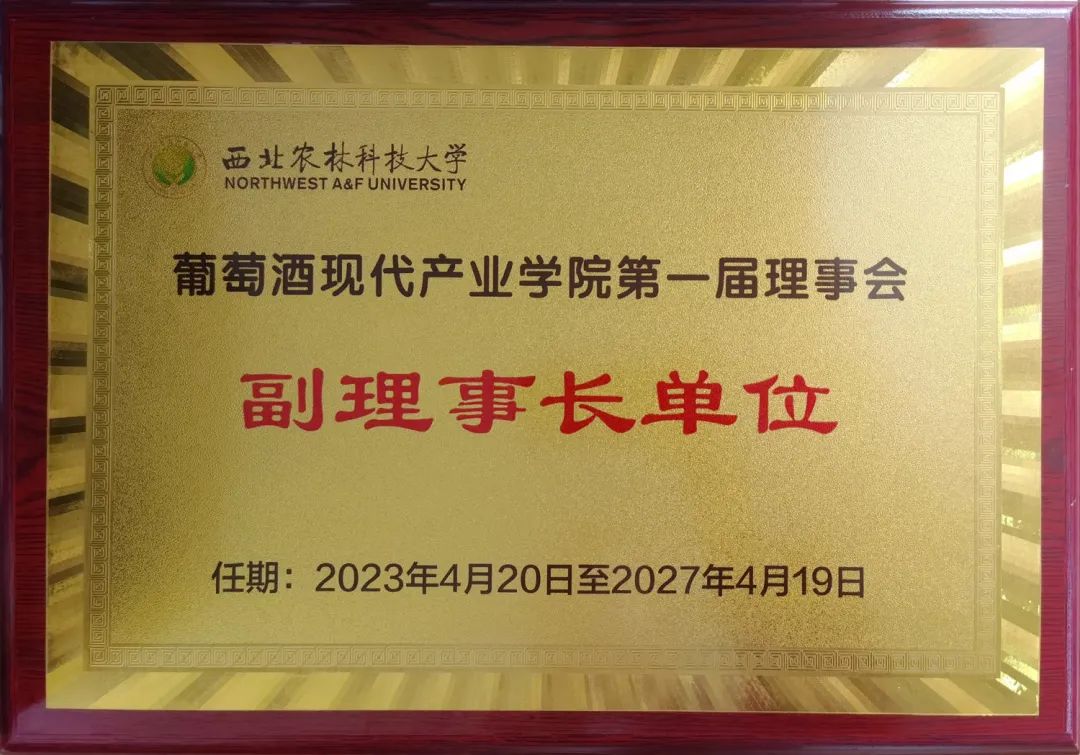 西北农林科技大学
NORTHWEST A&F UNIVERSITY
葡萄酒现代产业学院第一届理事会
副理事长单位
任期：2023年4月20日至2027年4月19日